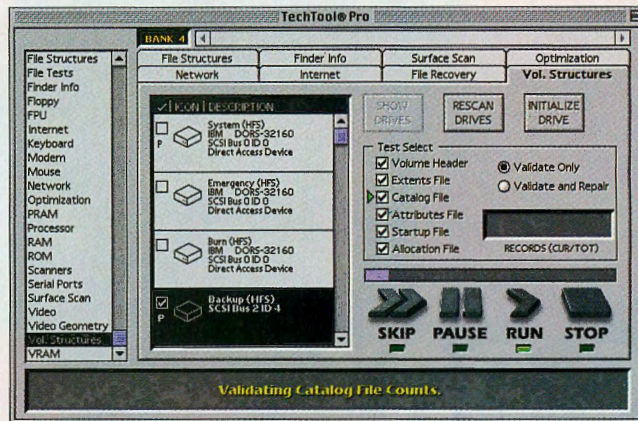 TechTool® Pro
BANK 4
File Structures
File Tests
Finder Info
Floppy
FPU
Internet
Keyboard
Modem
Mouse
Network
Optimization
PRAM
Processor
RAM
ROM
Scanners
Serial Ports
Surface Scan
Video
Video Geometry
Vol. Structures
VRAM
File Structures
Finder Info
Surface Scan
Optimization
Network
Internet
File Recovery
Vol. Structures
✓ ICON DESCRIPTION
P
System (HFS)
IBM DORS-32160
SCSI Bus 0 ID 0
Direct Access Device
Emergency (HFS)
IBM DORS-32160
SCSI Bus 0 ID 0
Direct Access Device
Burn (HFS)
IBM DORS-32160
SCSI Bus 0 ID 0
Direct Access Device
P
Backup (HFS)
SCSI Bus 2 ID 4
SHOW DRIVES
RESCAN DRIVES
INITIALIZE DRIVE
Test Select
Volume Header
Extents File
Catalog File
Attributes File
Startup File
Allocation File
Validate Only
Validate and Repair
RECORDS (CUR/TOT)
SKIP
PAUSE
RUN
STOP
Validating Catalog File Counts.